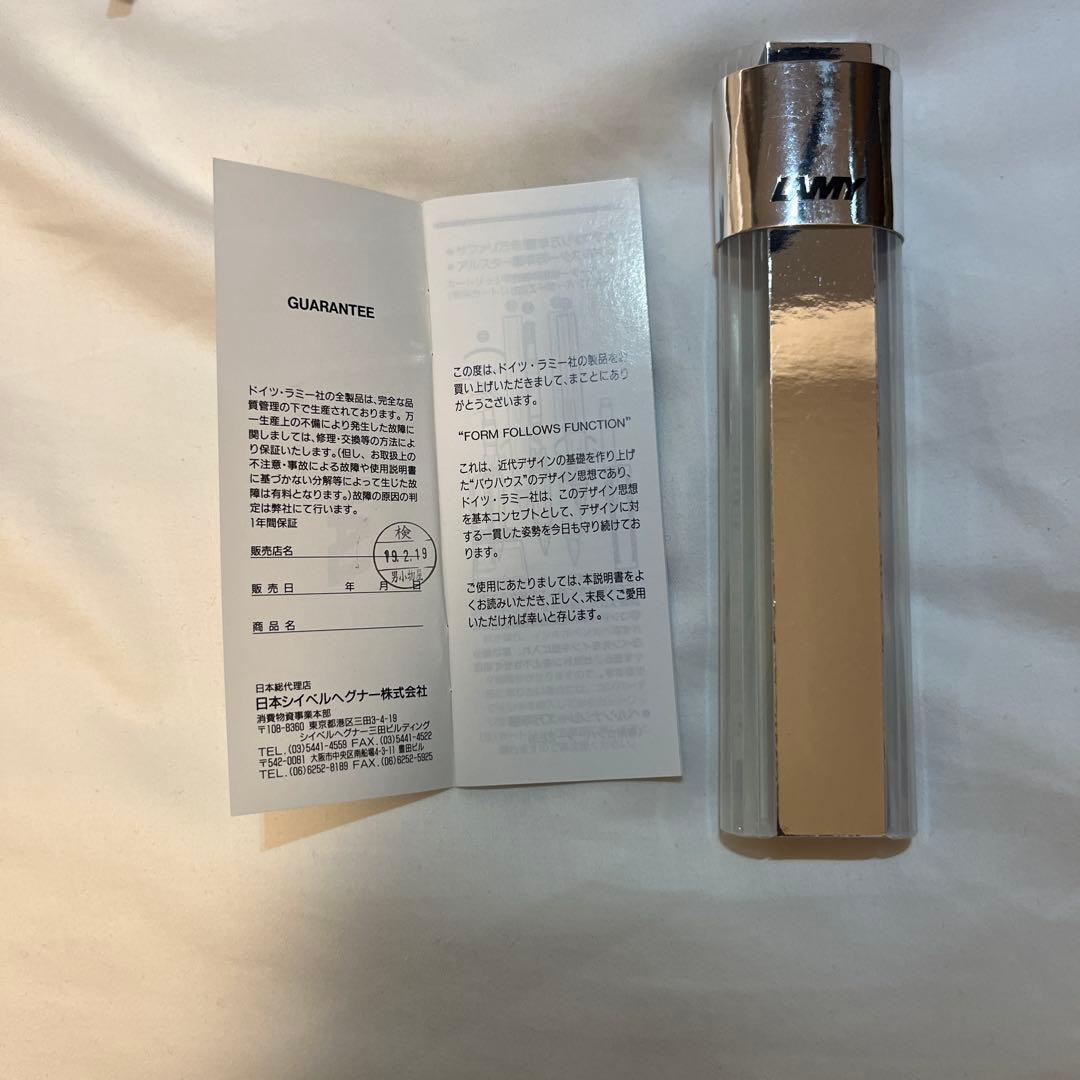 GUARANTEE
ドイツ・ラミー社の全製品は、完全な品
質管理の下で生産されております。万
一生産上の不備により発生した故障に
関しましては、修理・交換等の方法によ
り保証いたします。(但し、お取扱上の
不注意・事故による故障や使用説明書
に基づかない分解等によって生じた故
障は有料となります。)故障の原因の判
定は弊社にて行います。
1年間保証
販売店名
検
19.2.19
男小物
販売日 年 月 日
商品名
日本総代理店
日本シイベルヘグナー株式会社
消費物資事業本部
〒108-8360 東京都港区三田3-4-19
シイベルヘグナー三田ビルディング
TEL.(03)5441-4559 FAX.(03)5441-4522
〒542-0081 大阪市中央区南船場4-3-11 豊田ビル
TEL.(06)6252-8189 FAX.(06)6252-5925
この度は、ドイツ・ラミー社の製品をお
買い上げいただきまして、まことにあり
がとうございます。
“FORM FOLLOWS FUNCTION”
これは、近代デザインの基礎を作り上げ
た“バウハウス”のデザイン思想であり、
ドイツ・ラミー社は、このデザイン思想
を基本コンセプトとして、デザインに対
する一貫した姿勢を今日も守り続けてお
ります。
ご使用にあたりましては、本説明書をよ
くお読みいただき、正しく、末長くご愛用
いただければ幸いと存じます。
LAMY